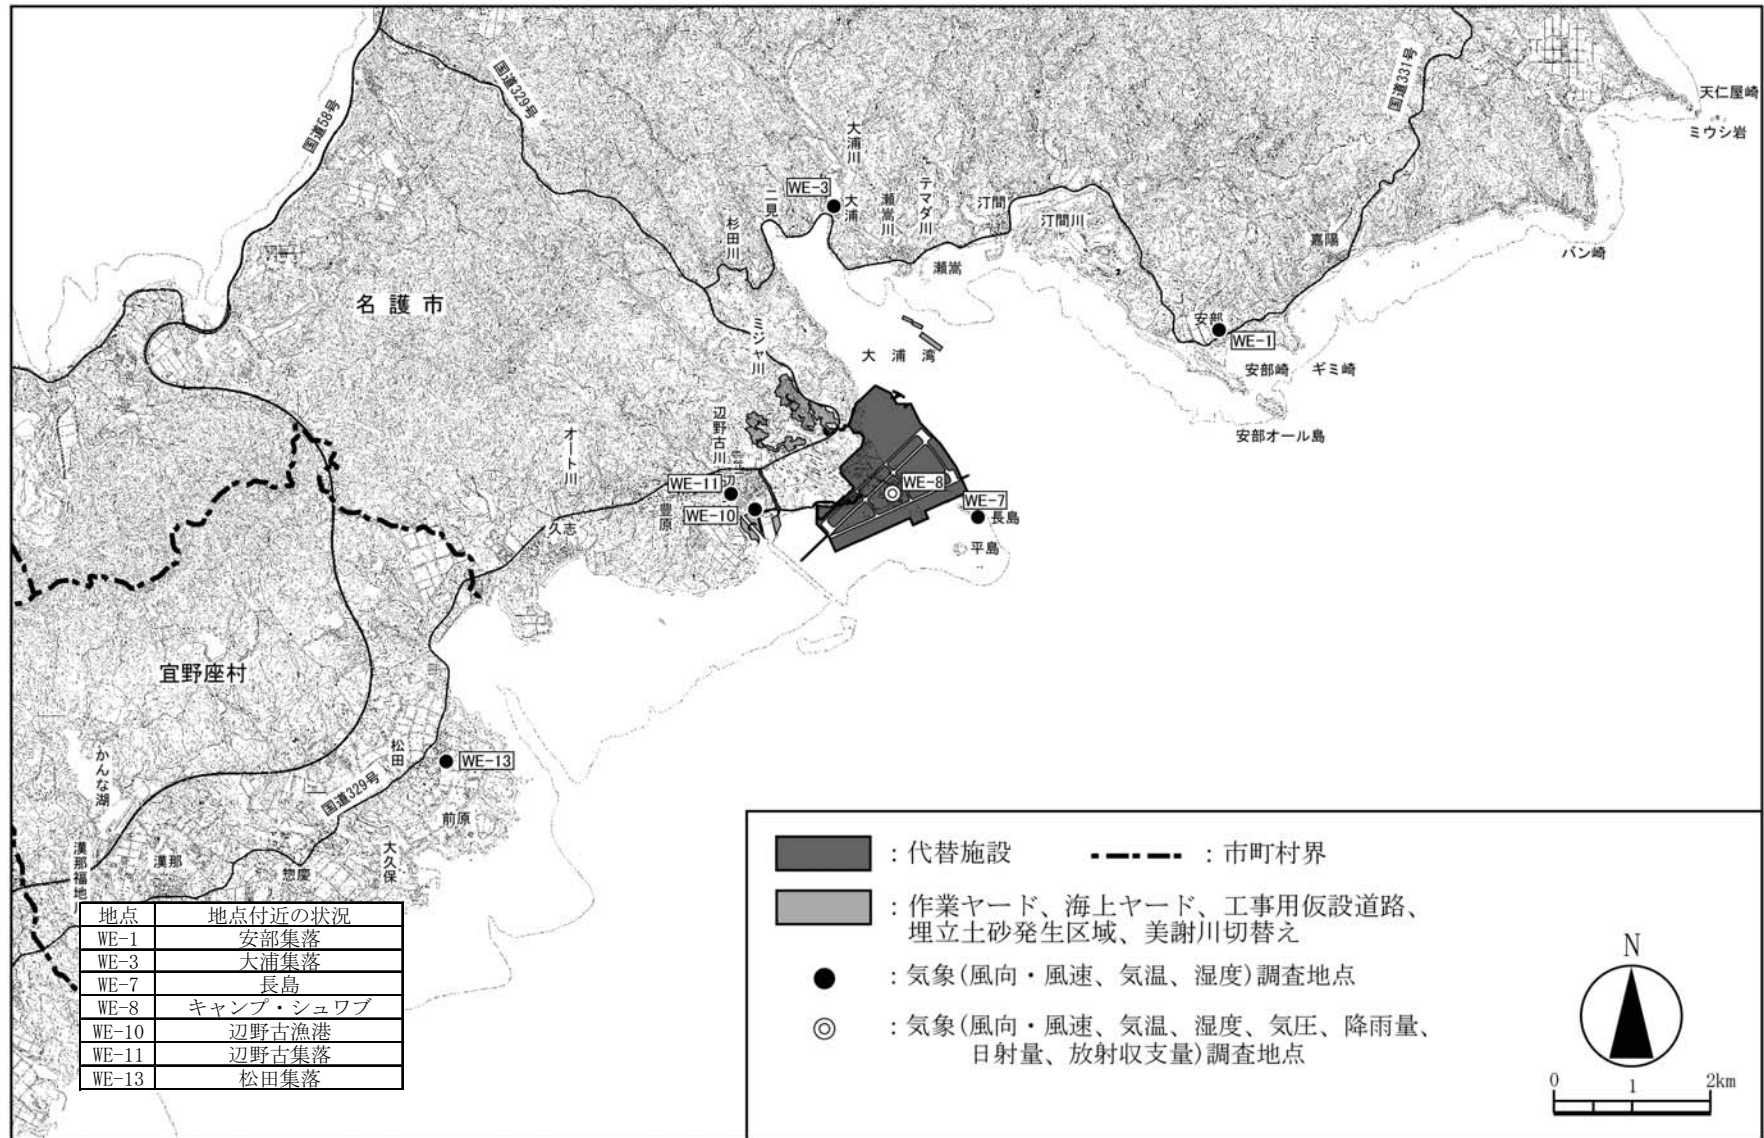 国道58号
国道329号
国道331号
天仁屋崎
ミウシ岩
バン崎
大浦川
WE-3
大浦
二見
杉田川
瀬嵩川
テマダ川
汀間
汀間川
瀬嵩
嘉陽
名護市
ミジャ川
大浦湾
安部
WE-1
安部崎
ギミ崎
安部オール島
辺野古川
オート川
WE-11
辺
WE-10
豊原
久志
WE-8
WE-7
長島
平島
宜野座村
かんな湖
松田
WE-13
国道329号
前原
大久保
惣慶
漢那
漢那福地
地点 地点付近の状況
WE-1 安部集落
WE-3 大浦集落
WE-7 長島
WE-8 キャンプ・シュワブ
WE-10 辺野古漁港
WE-11 辺野古集落
WE-13 松田集落
:代替施設
:市町村界
:作業ヤード、海上ヤード、工事用仮設道路、
埋立土砂発生区域、美謝川切替え
:気象(風向・風速、気温、湿度)調査地点
:気象(風向・風速、気温、湿度、気圧、降雨量、
日射量、放射収支量)調査地点
N
0 1 2km